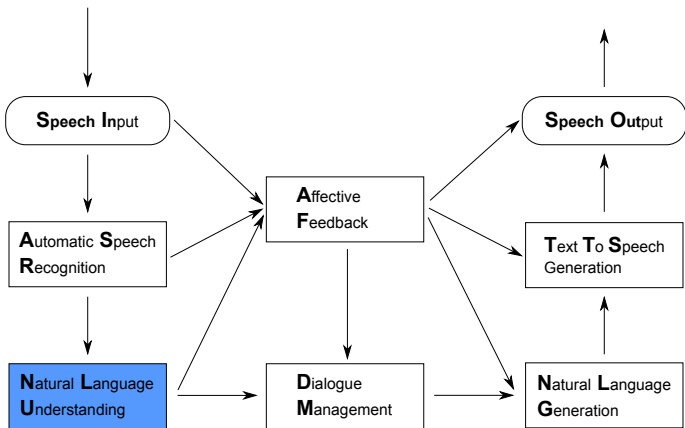 Speech Input
Speech Output
Affective
Feedback
Automatic Speech
Recognition
Text To Speech
Generation
Natural Language
Understanding
Dialogue
Management
Natural Language
Generation